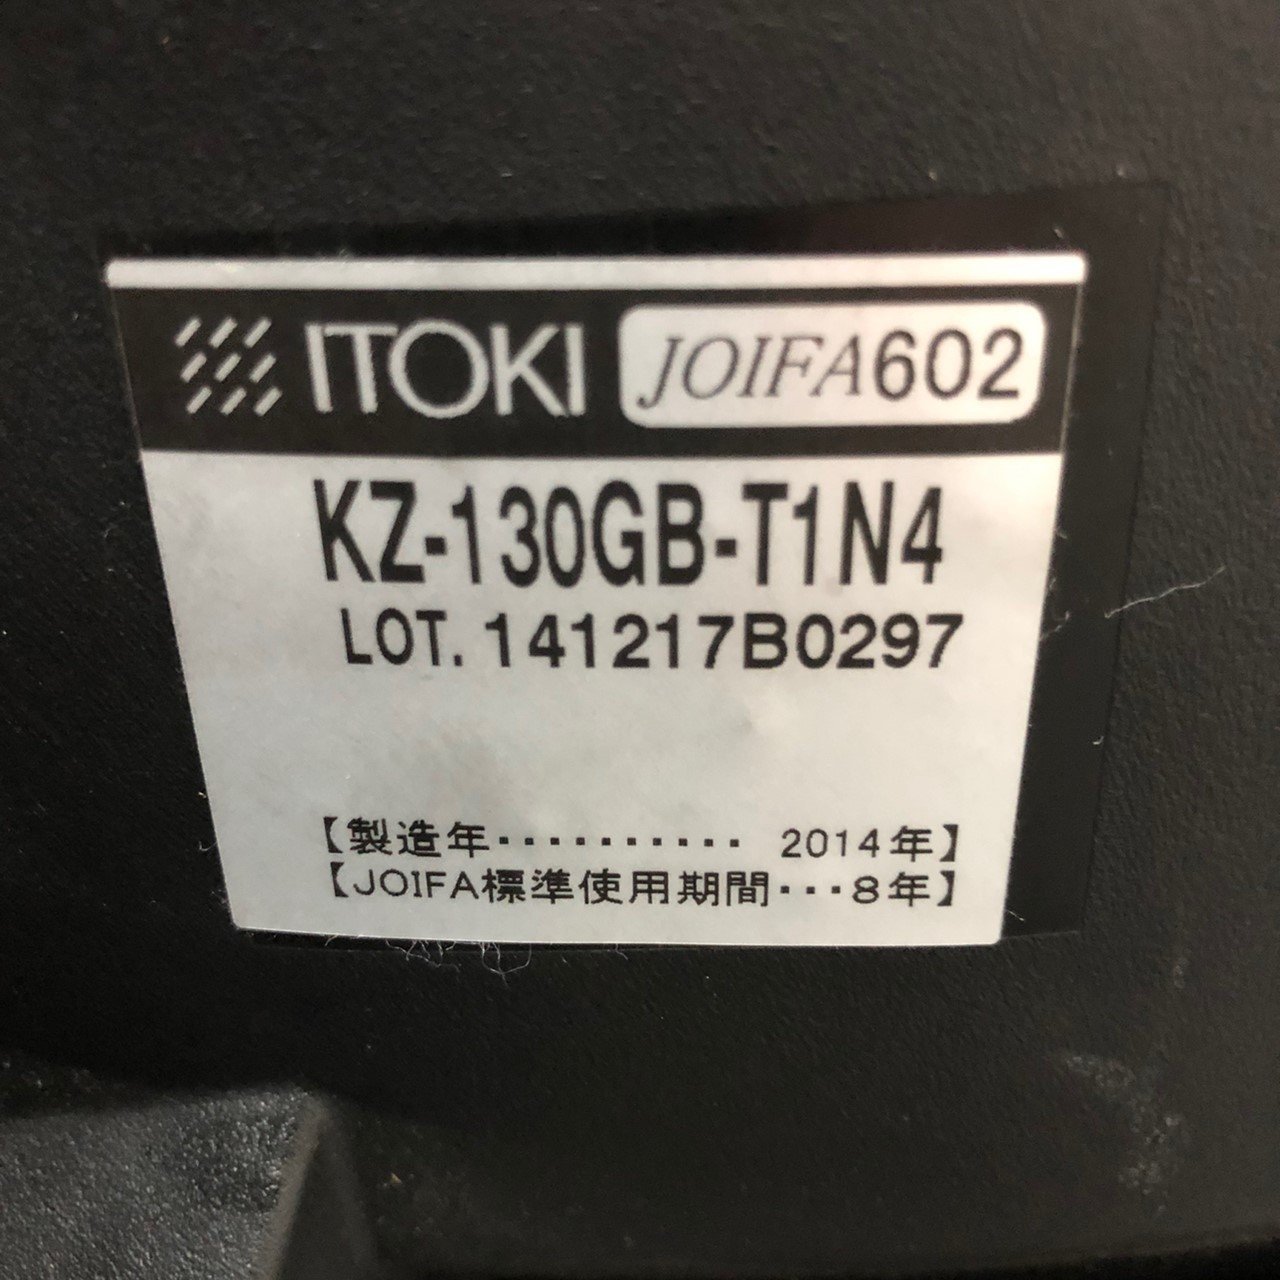 ITOKI JOIFA602
KZ-130GB-T1N4
LOT. 141217B0297
【製造年・・・・・・・・・・ 2014年】
【JOIFA標準使用期間・・・8年】